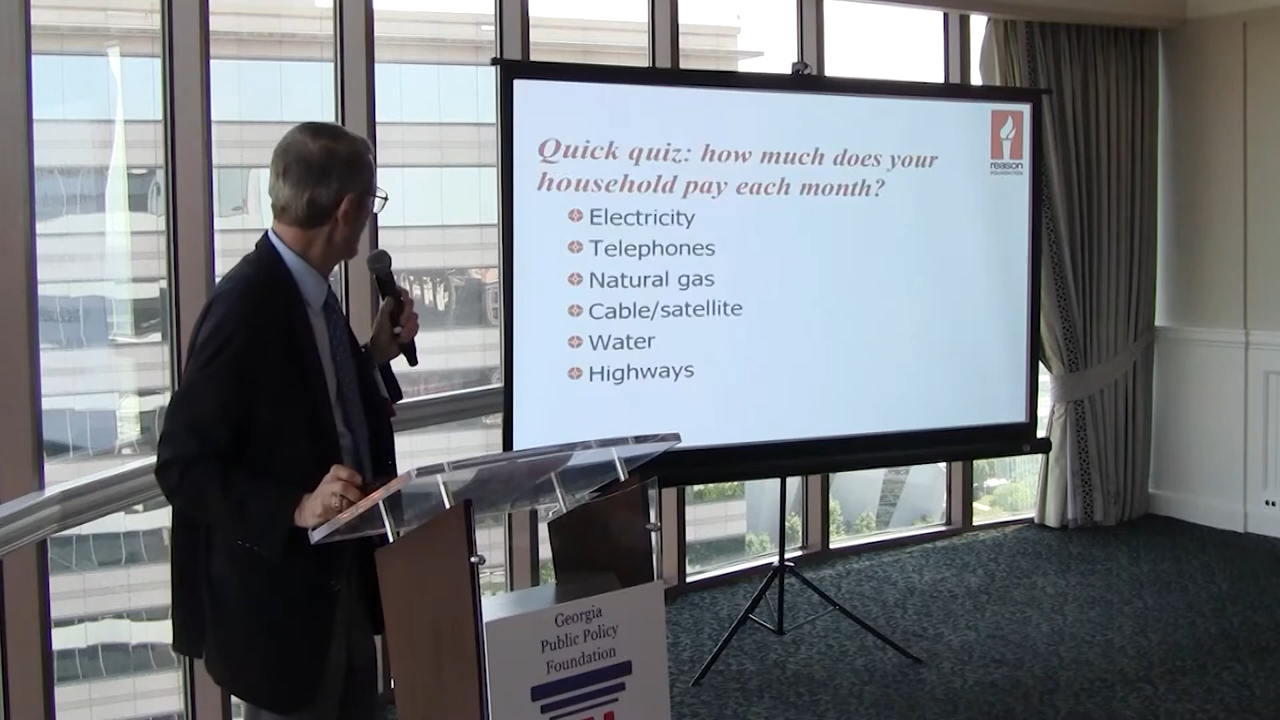 Quick quiz: how much does your
household pay each month?
Electricity
Telephones
Natural gas
Cable/satellite
Water
Highways
reason
FOUNDATION
Georgia
Public Policy
Foundation